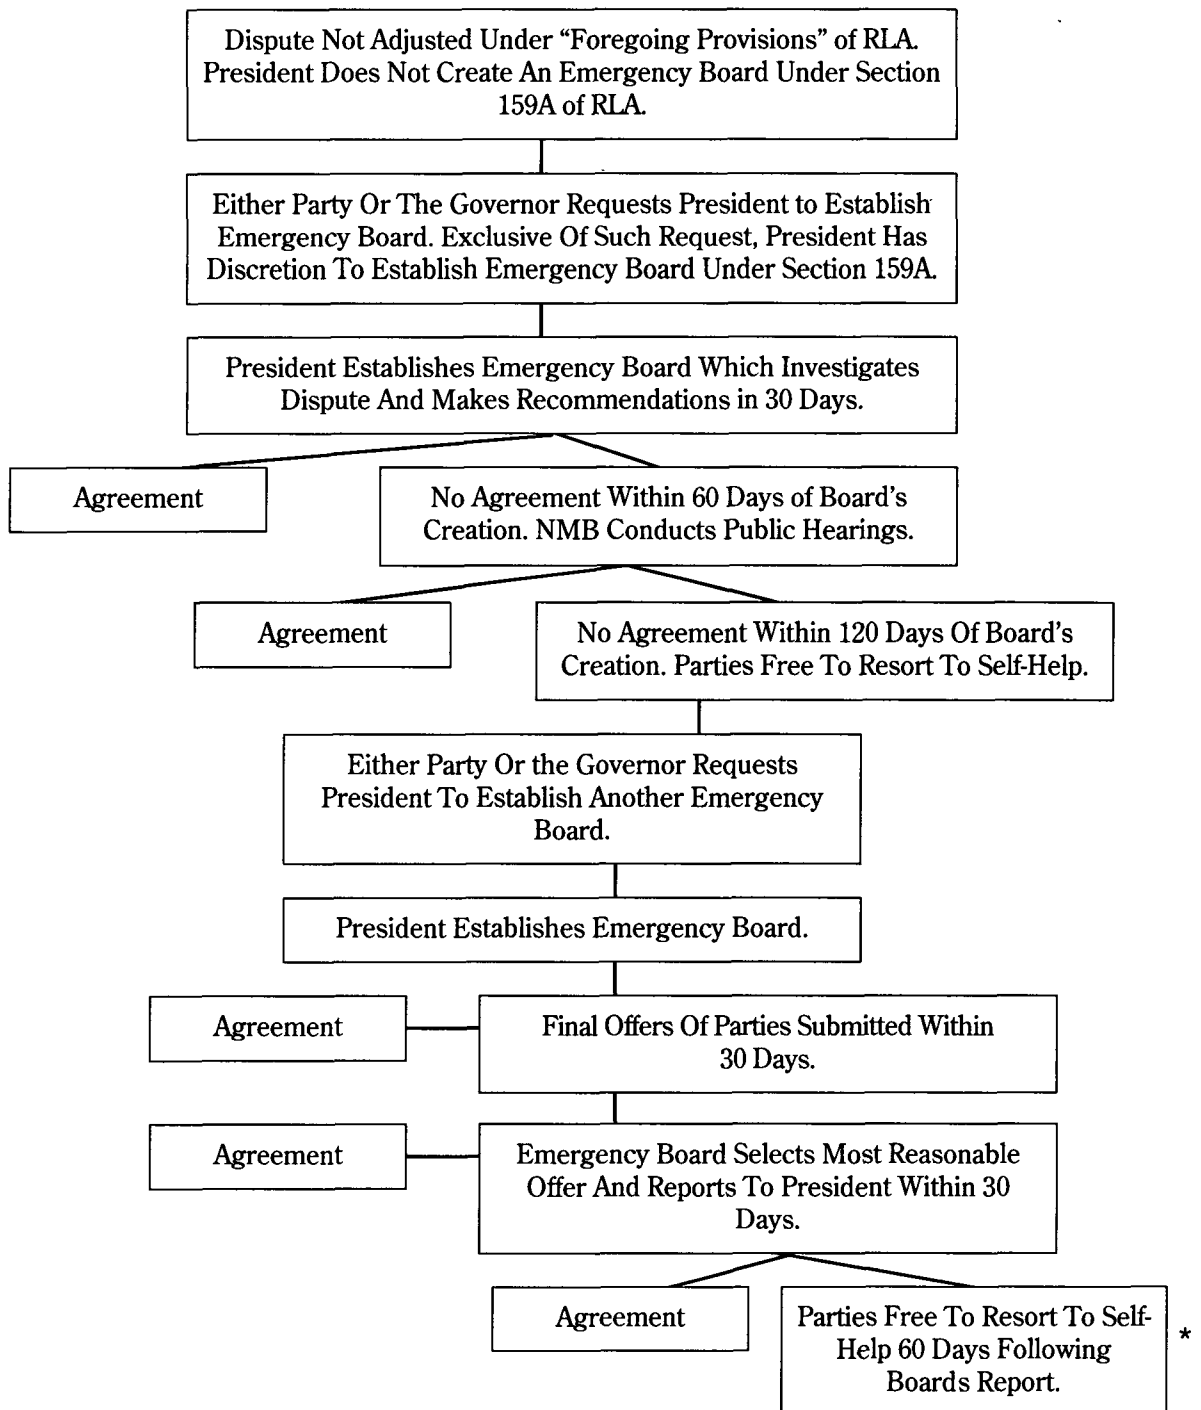 Dispute Not Adjusted Under “Foregoing Provisions” of RLA.
President Does Not Create An Emergency Board Under Section
159A of RLA.
Either Party Or The Governor Requests President to Establish
Emergency Board. Exclusive Of Such Request, President Has
Discretion To Establish Emergency Board Under Section 159A.
President Establishes Emergency Board Which Investigates
Dispute And Makes Recommendations in 30 Days.
Agreement
No Agreement Within 60 Days of Board's
Creation. NMB Conducts Public Hearings.
Agreement
No Agreement Within 120 Days Of Board's
Creation. Parties Free To Resort To Self-Help.
Either Party Or the Governor Requests
President To Establish Another Emergency
Board.
President Establishes Emergency Board.
Agreement
Final Offers Of Parties Submitted Within
30 Days.
Agreement
Emergency Board Selects Most Reasonable
Offer And Reports To President Within 30
Days.
Agreement
Parties Free To Resort To Self-
Help 60 Days Following
Boards Report.
*